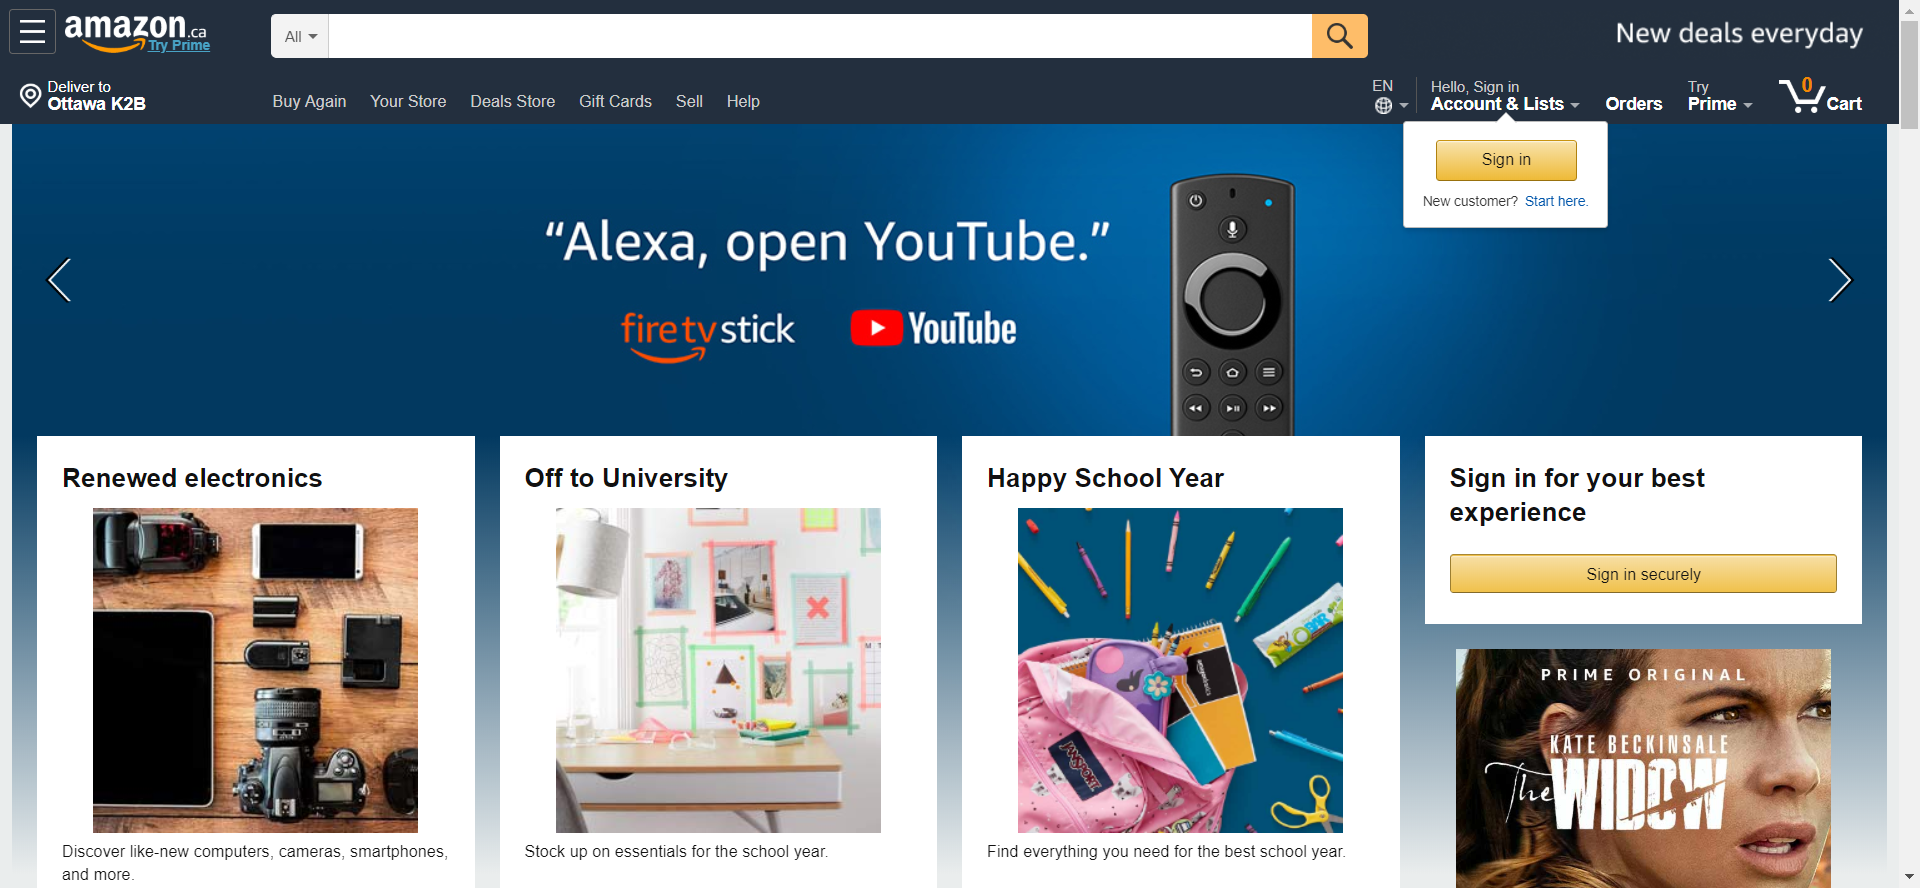 amazon.ca
Try Prime
All
New deals everyday
Deliver to
Ottawa K2B
Buy Again
Your Store
Deals Store
Gift Cards
Sell
Help
EN
Hello, Sign in
Account & Lists
Orders
Try
Prime
0
Cart
Sign in
New customer? Start here.
“Alexa, open YouTube.”
fire tv stick
YouTube
Renewed electronics
Off to University
Happy School Year
Sign in for your best
experience
Sign in securely
JANSPORT
PRIME ORIGINAL
KATE BECKINSALE
The WIDOW
Discover like-new computers, cameras, smartphones,
and more.
Stock up on essentials for the school year.
Find everything you need for the best school year.